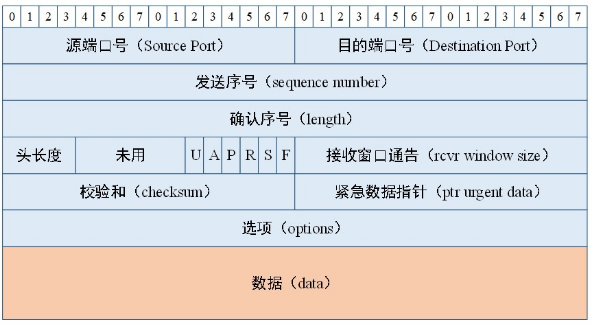 0 1 2 3 4 5 6 7 0 1 2 3 4 5 6 7 0 1 2 3 4 5 6 7 0 1 2 3 4 5 6 7
源端口号（Source Port） 目的端口号（Destination Port）
发送序号（sequence number）
确认序号（length）
头长度 未用 U A P R S F 接收窗口通告（rcvr window size）
校验和（checksum） 紧急数据指针（ptr urgent data）
选项（options）
数据（data）